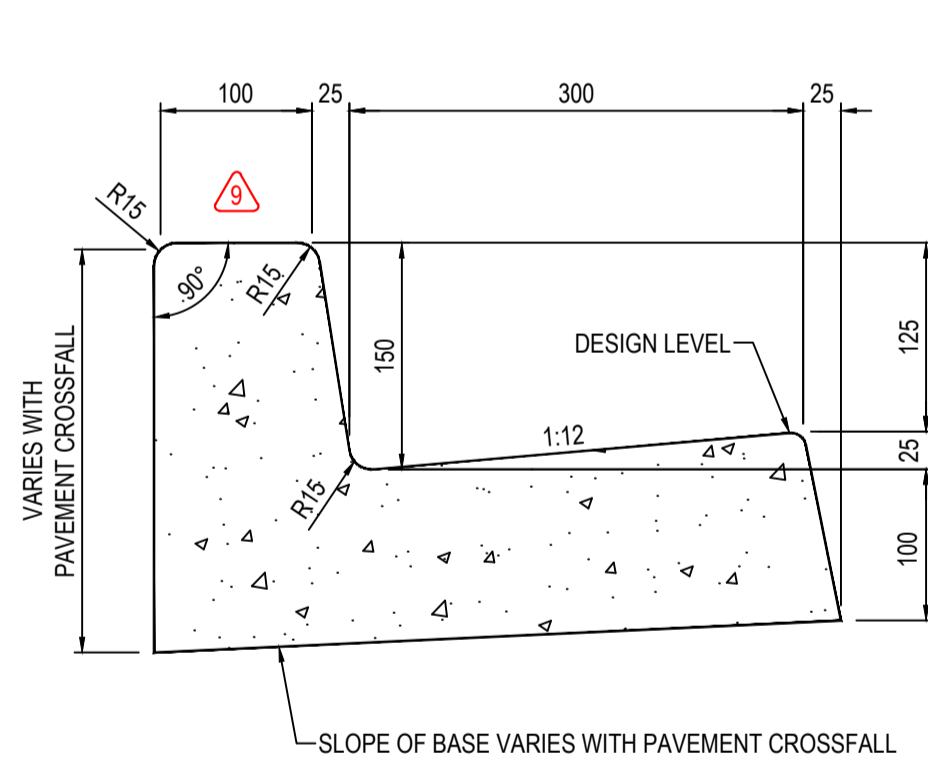 100
25
300
25
9
R15
90°
R15
150
125
DESIGN LEVEL
1:12
25
R15
100
VARIES WITH
PAVEMENT CROSSFALL
SLOPE OF BASE VARIES WITH PAVEMENT CROSSFALL